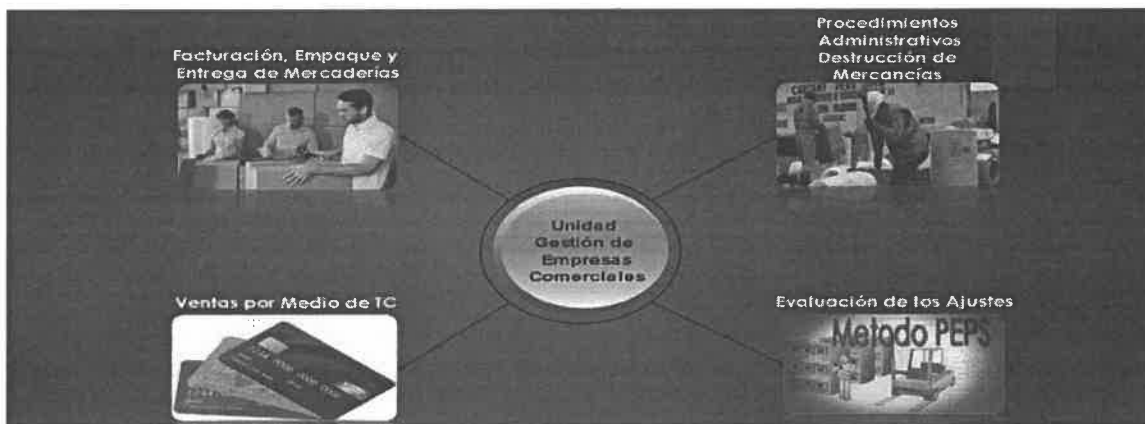 Facturación, Empaque y
Entrega de Mercaderías
Procedimientos
Administrativos
Destrucción de
Mercancías
Unidad
Gestión de
Empresas
Comerciales
Ventas por Medio de TC
Evaluación de los Ajustes
Metodo PEPS